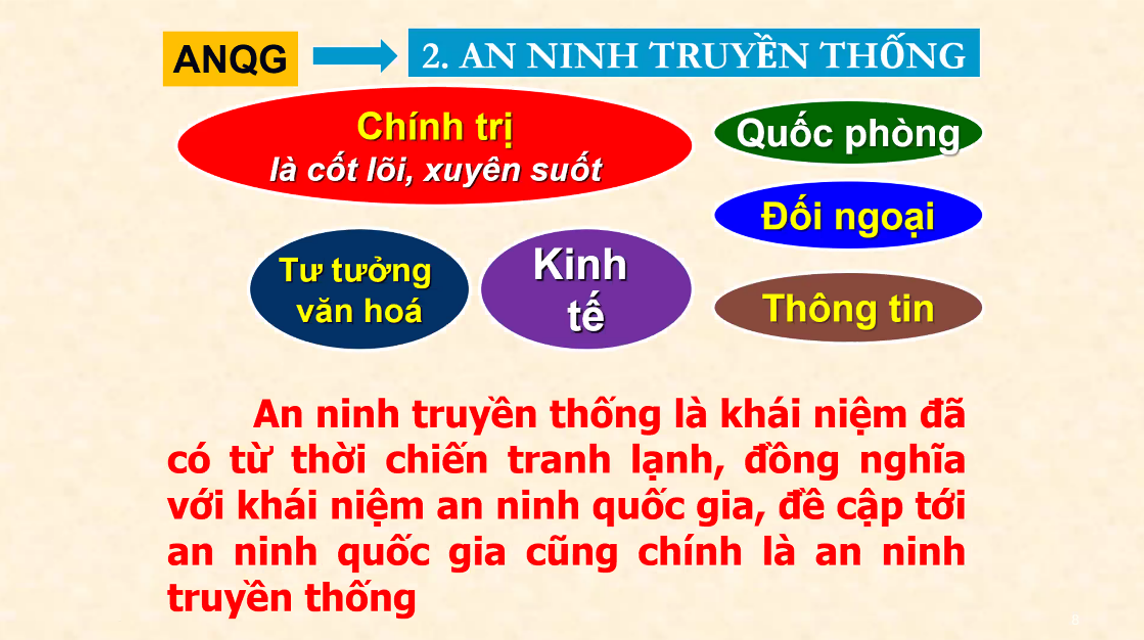 ANQG
2. AN NINH TRUYỀN THỐNG
Chính trị
là cốt lõi, xuyên suốt
Quốc phòng
Đối ngoại
Tư tưởng
văn hoá
Kinh
tế
Thông tin
An ninh truyền thống là khái niệm đã
có từ thời chiến tranh lạnh, đồng nghĩa
với khái niệm an ninh quốc gia, đề cập tới
an ninh quốc gia cũng chính là an ninh
truyền thống